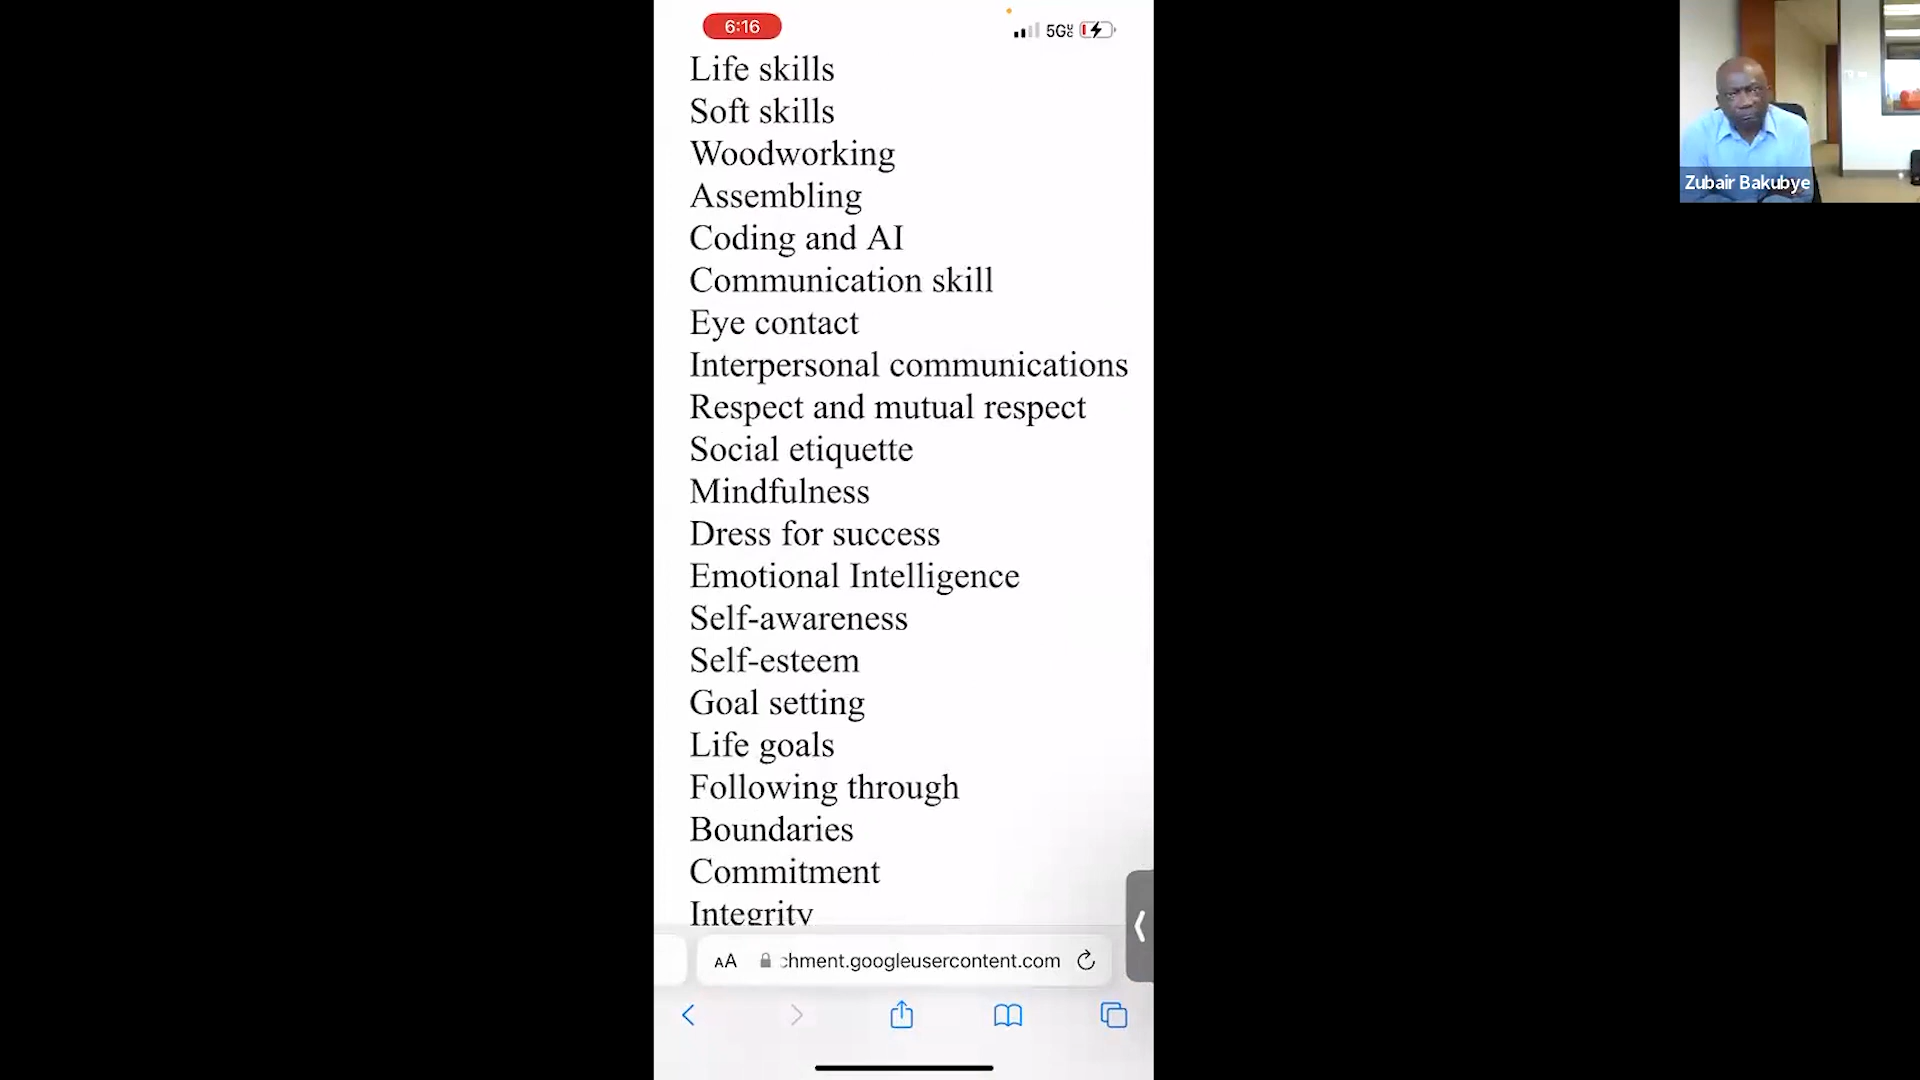 6:16
5G
Life skills
Soft skills
Woodworking
Assembling
Coding and AI
Communication skill
Eye contact
Interpersonal communications
Respect and mutual respect
Social etiquette
Mindfulness
Dress for success
Emotional Intelligence
Self-awareness
Self-esteem
Goal setting
Life goals
Following through
Boundaries
Commitment
Integrity
AA chment.googleusercontent.com
Zubair Bakubye